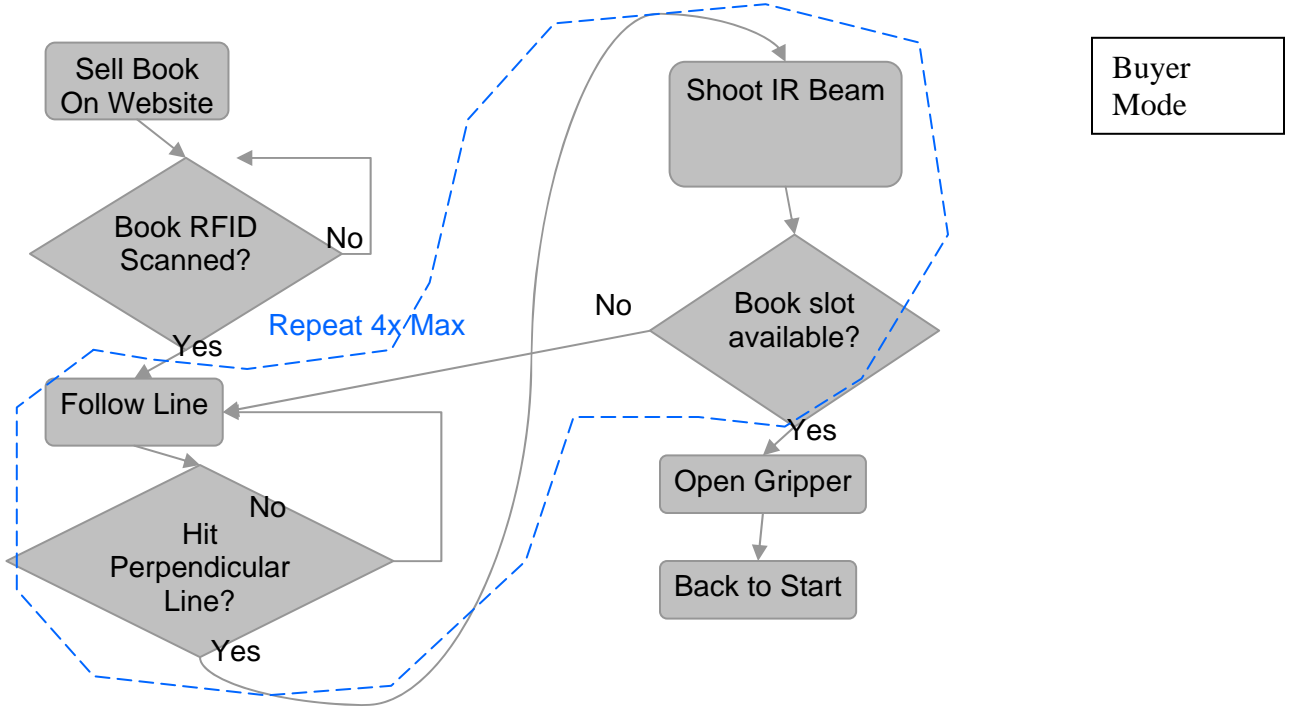 Sell Book
On Website
Book RFID
Scanned?
No
Yes
Repeat 4x Max
Follow Line
No
Hit
Perpendicular
Line?
Yes
Shoot IR Beam
No
Book slot
available?
Yes
Open Gripper
Back to Start
Buyer
Mode